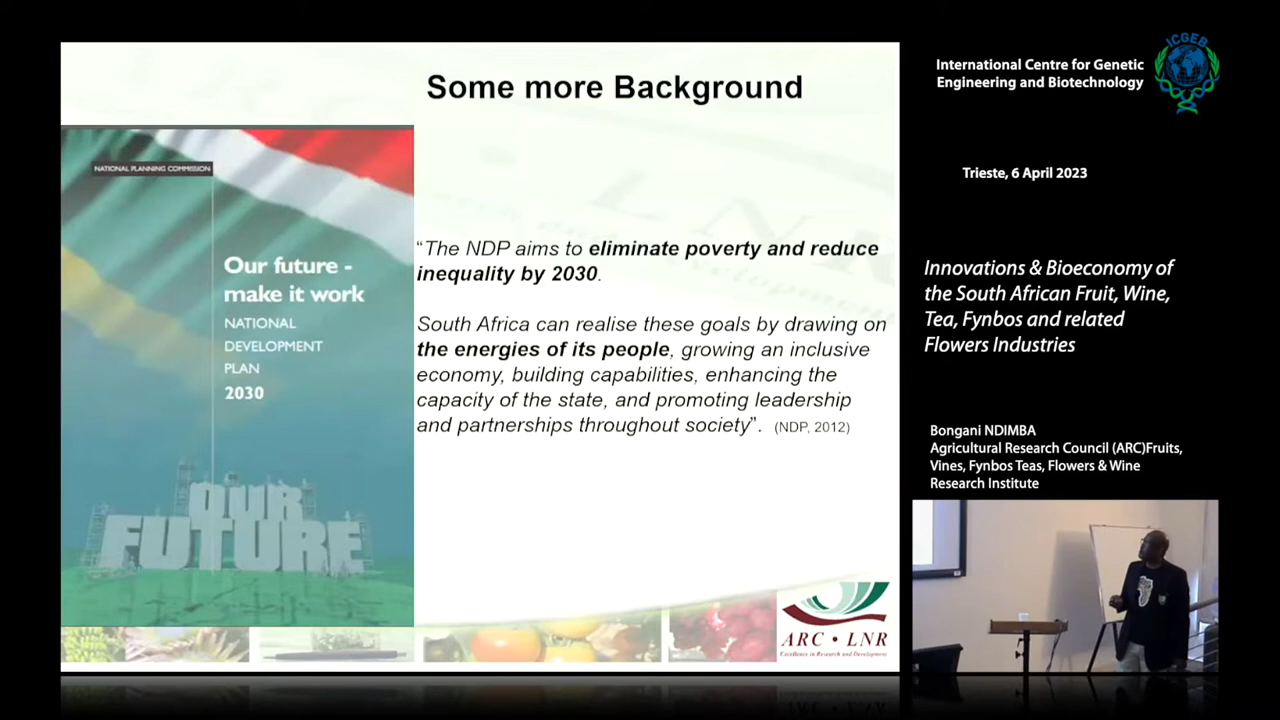 Some more Background
NATIONAL PLANNING COMMISSION
Our future -
make it work
NATIONAL
DEVELOPMENT
PLAN
2030
OUR
FUTURE
“The NDP aims to eliminate poverty and reduce
inequality by 2030.
South Africa can realise these goals by drawing on
the energies of its people, growing an inclusive
economy, building capabilities, enhancing the
capacity of the state, and promoting leadership
and partnerships throughout society”. (NDP, 2012)
ARC • LNR
Excellence in Research and Development
International Centre for Genetic
Engineering and Biotechnology
ICGEB
Trieste, 6 April 2023
Innovations & Bioeconomy of
the South African Fruit, Wine,
Tea, Fynbos and related
Flowers Industries
Bongani NDIMBA
Agricultural Research Council (ARC)Fruits,
Vines, Fynbos Teas, Flowers & Wine
Research Institute